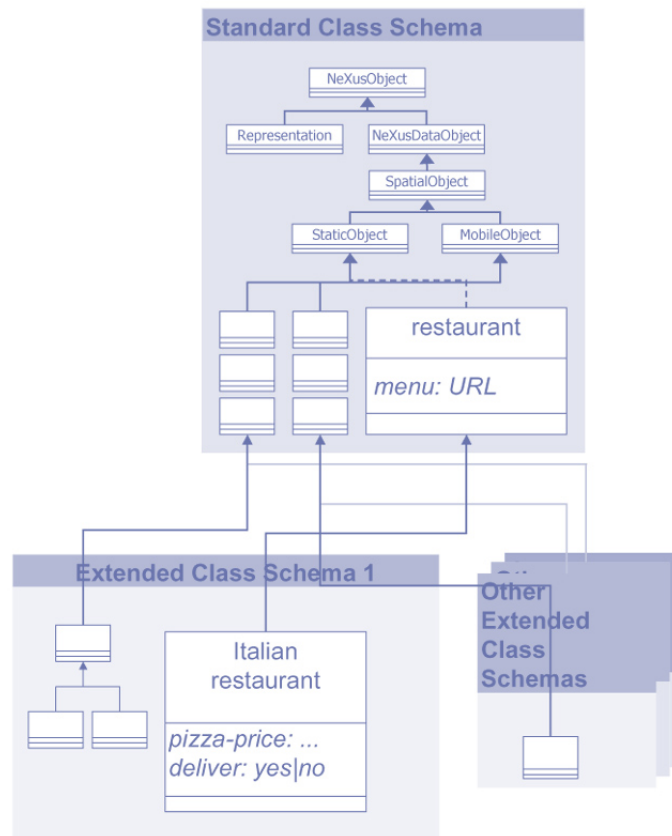 Standard Class Schema
NeXusObject
Representation
NeXusDataObject
SpatialObject
StaticObject
MobileObject
restaurant
menu: URL
Extended Class Schema 1
Italian
restaurant
pizza-price: ...
deliver: yes|no
Other
Extended
Class
Schemas